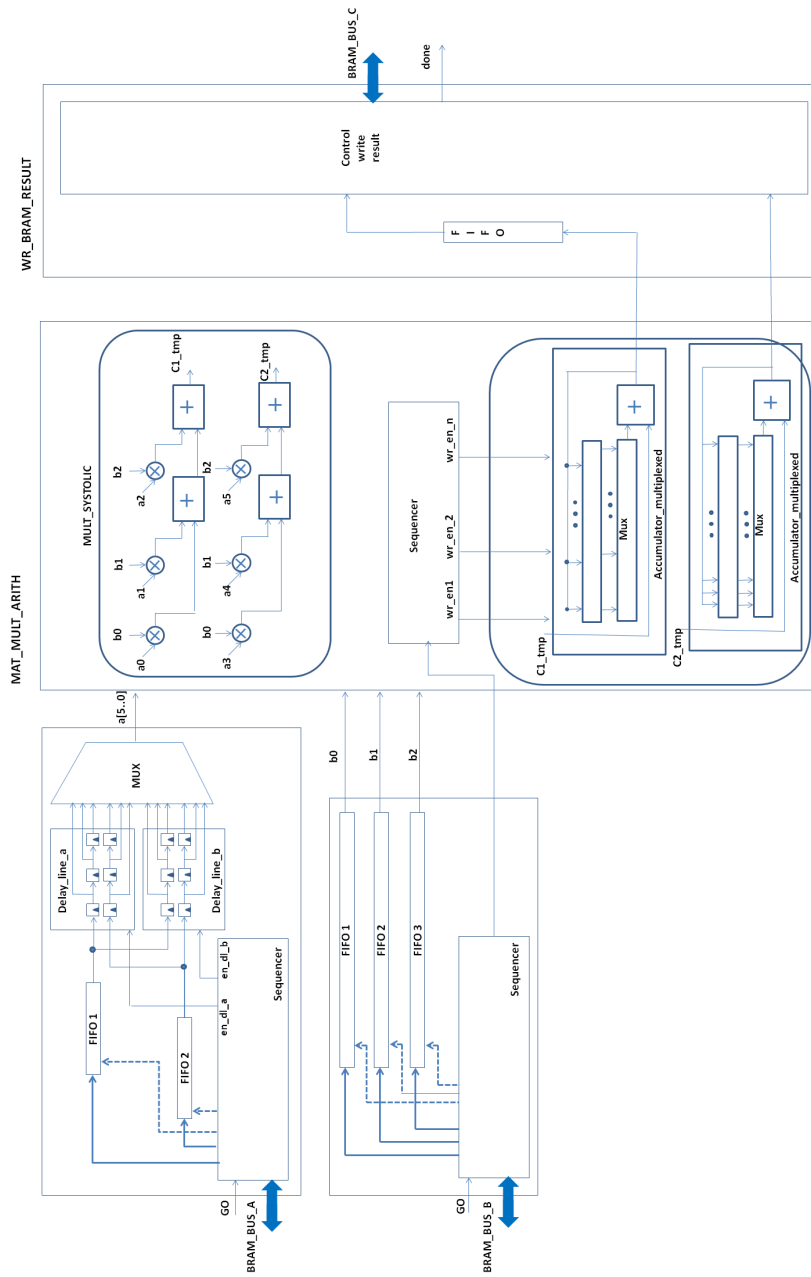 MAT_MULT_ARITH
WR_BRAM_RESULT
Delay_line_a
Delay_line_b
MUX
a[5..0]
FIFO 1
FIFO 2
en_dl_a
en_dl_b
Sequencer
GO
BRAM_BUS_A
MULT_SYSTOLIC
b0
a0
b1
a1
b2
a2
+
+
C1_tmp
b0
a3
b1
a4
b2
a5
+
+
C2_tmp
FIFO 1
FIFO 2
FIFO 3
b0
b1
b2
Sequencer
GO
BRAM_BUS_B
Sequencer
wr_en1
wr_en_2
wr_en_n
C1_tmp
Mux
+
Accumulator_multiplexed
C2_tmp
Mux
+
Accumulator_multiplexed
F I F O
Control
write
result
BRAM_BUS_C
done